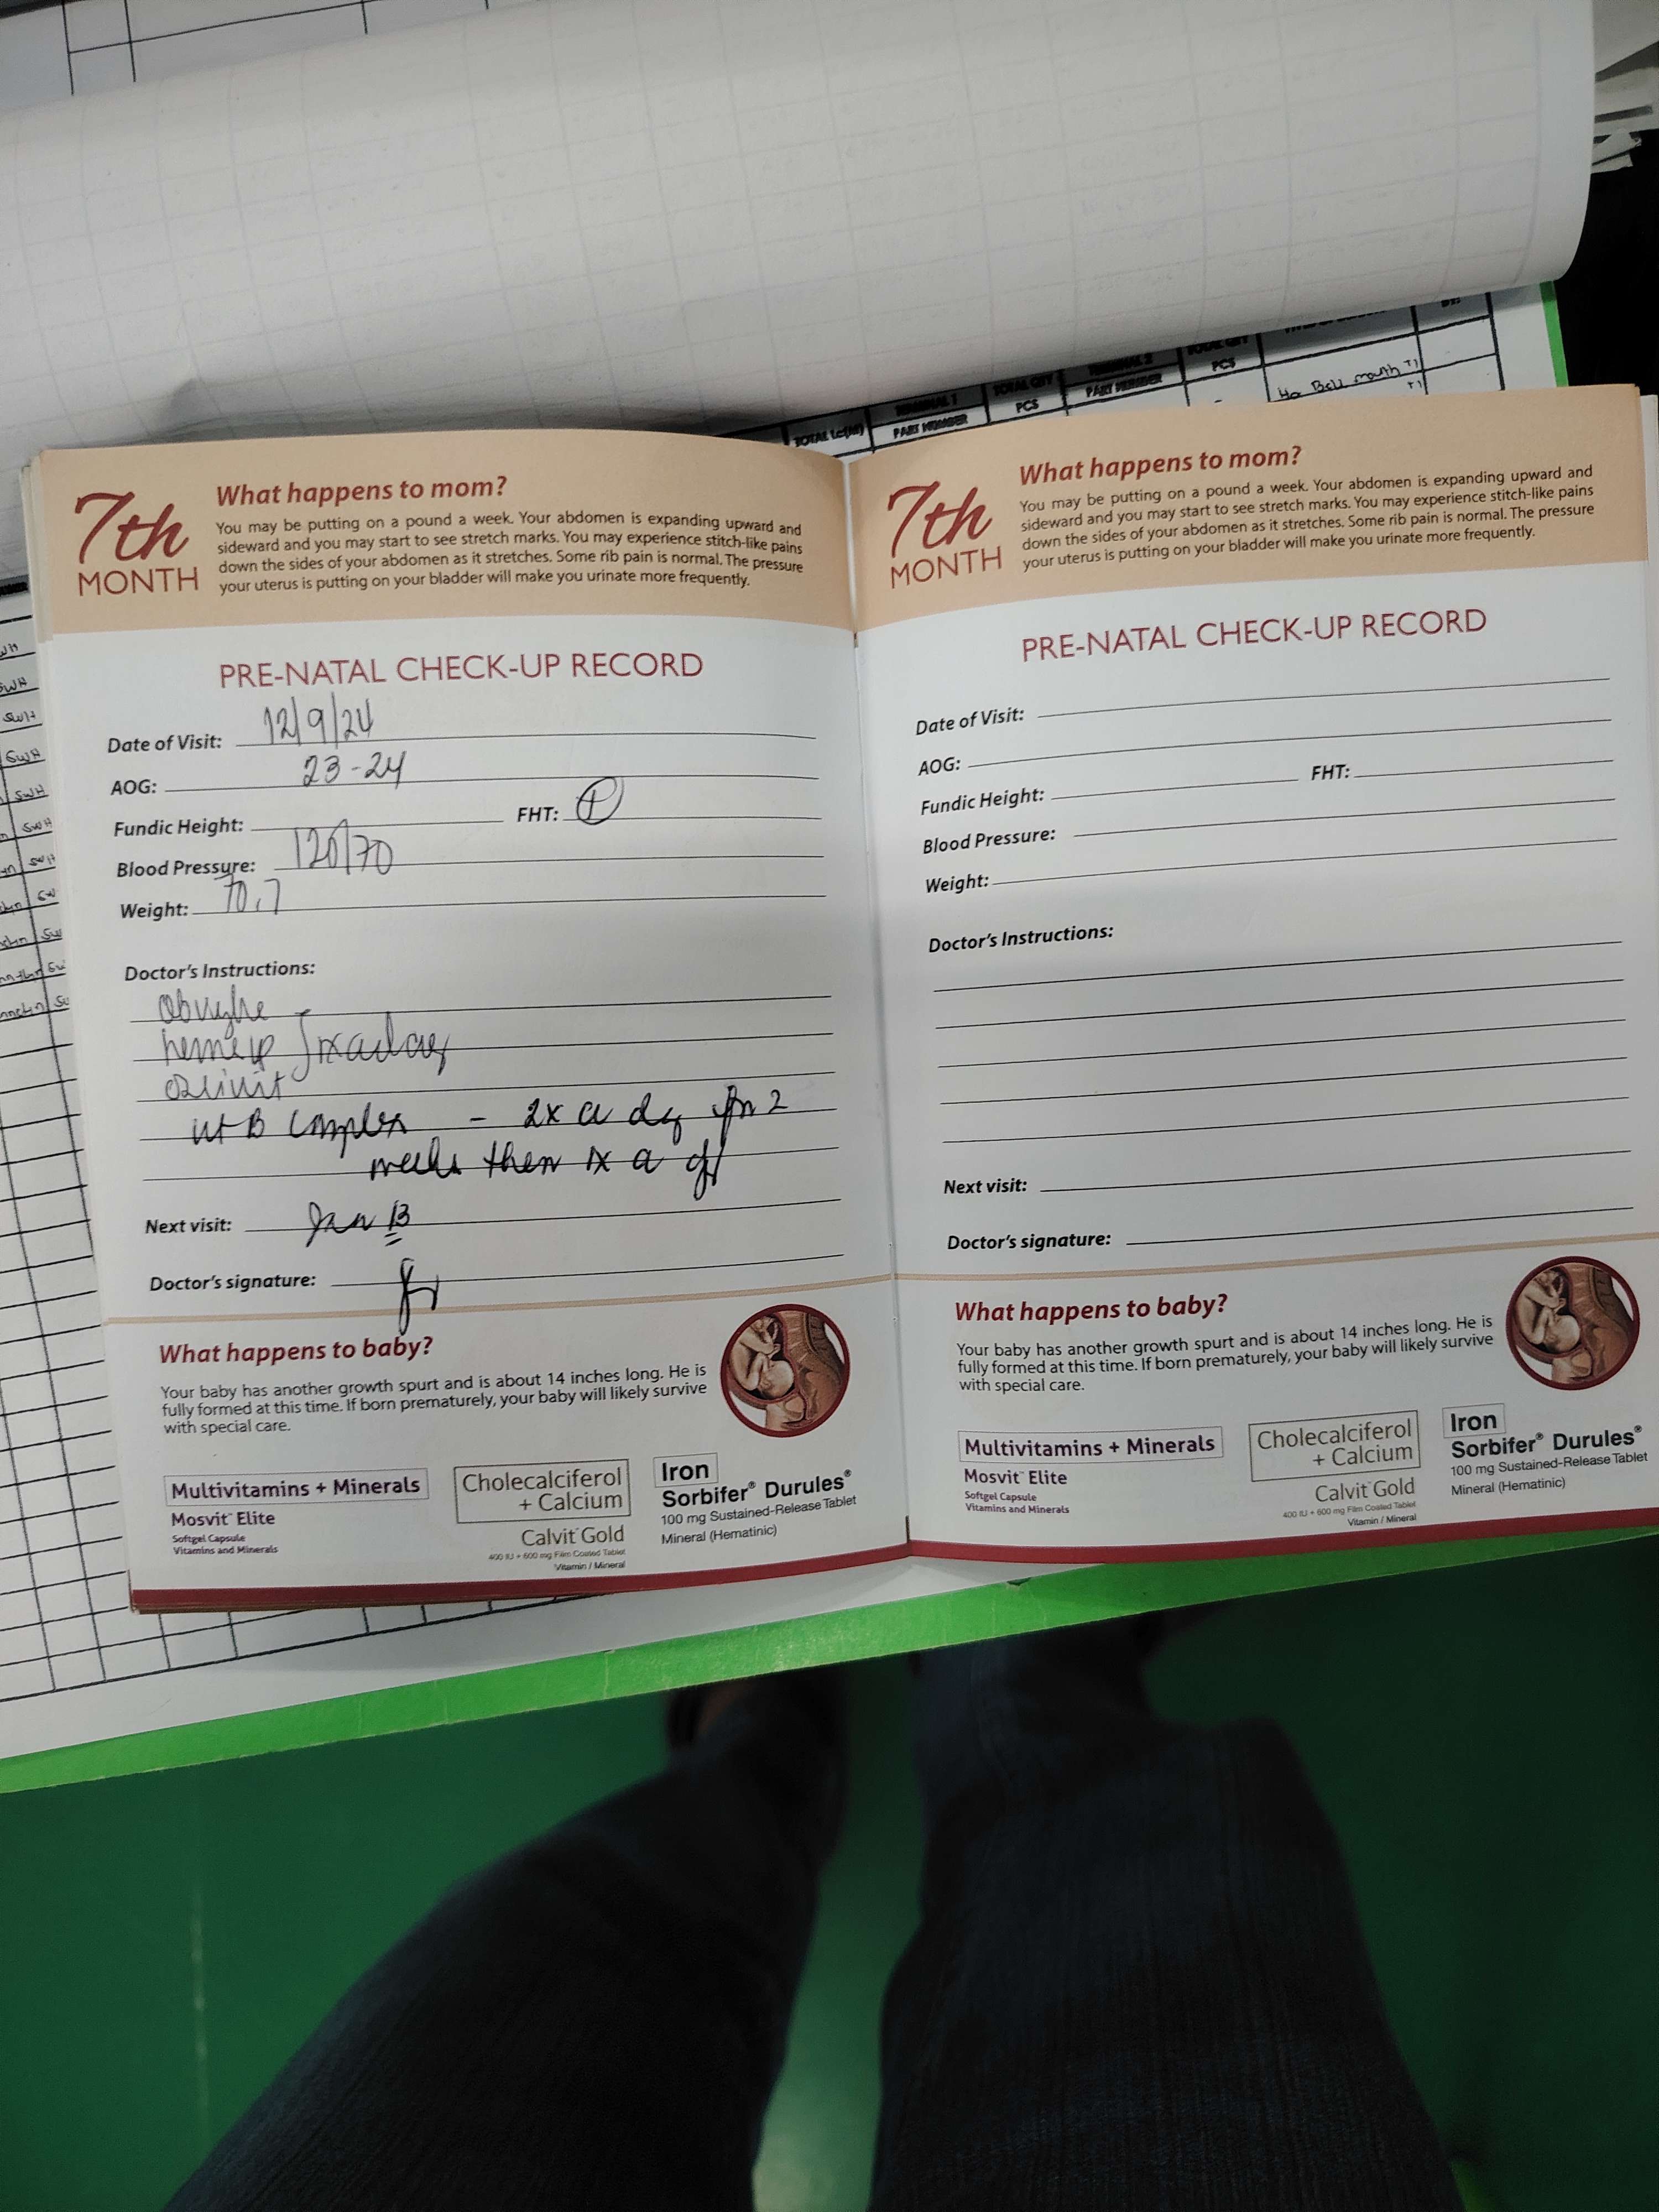 TOTAL QTY
PCS
PART NUMBER
TOTAL QTY
PCS
PART NUMBER
7th
MONTH
What happens to mom?
You may be putting on a pound a week. Your abdomen is expanding upward and
sideward and you may start to see stretch marks. You may experience stitch-like pains
down the sides of your abdomen as it stretches. Some rib pain is normal. The pressure
your uterus is putting on your bladder will make you urinate more frequently.
PRE-NATAL CHECK-UP RECORD
Date of Visit: 12/9/24
AOG: 23-24
Fundic Height: FHT: +
Blood Pressure: 120/70
Weight: 70.7
Doctor's Instructions:
1x a day
vit B complex - 2x a day for 2
weeks then 1x a
Next visit: Jan 13
Doctor's signature:
What happens to baby?
Your baby has another growth spurt and is about 14 inches long. He is
fully formed at this time. If born prematurely, your baby will likely survive
with special care.
Multivitamins + Minerals
Mosvit™ Elite
Softgel Capsule
Vitamins and Minerals
Cholecalciferol
+ Calcium
Calvit™ Gold
400 IU + 600 mg Film Coated Tablet
Vitamin / Mineral
Iron
Sorbifer® Durules®
100 mg Sustained-Release Tablet
Mineral (Hematinic)
7th
MONTH
What happens to mom?
You may be putting on a pound a week. Your abdomen is expanding upward and
sideward and you may start to see stretch marks. You may experience stitch-like pains
down the sides of your abdomen as it stretches. Some rib pain is normal. The pressure
your uterus is putting on your bladder will make you urinate more frequently.
PRE-NATAL CHECK-UP RECORD
Date of Visit:
AOG:
Fundic Height: FHT:
Blood Pressure:
Weight:
Doctor's Instructions:
Next visit:
Doctor's signature:
What happens to baby?
Your baby has another growth spurt and is about 14 inches long. He is
fully formed at this time. If born prematurely, your baby will likely survive
with special care.
Multivitamins + Minerals
Mosvit™ Elite
Softgel Capsule
Vitamins and Minerals
Cholecalciferol
+ Calcium
Calvit™ Gold
400 IU + 600 mg Film Coated Tablet
Vitamin / Mineral
Iron
Sorbifer® Durules®
100 mg Sustained-Release Tablet
Mineral (Hematinic)